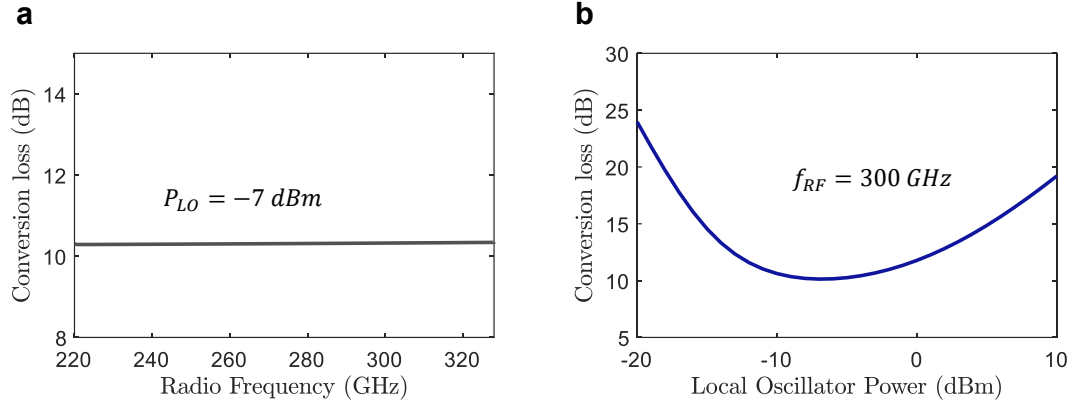 a
Conversion loss (dB)
14
12
10
8
P_LO = −7 dBm
220 240 260 280 300 320
Radio Frequency (GHz)
b
Conversion loss (dB)
30
25
20
15
10
5
f_RF = 300 GHz
-20 -10 0 10
Local Oscillator Power (dBm)